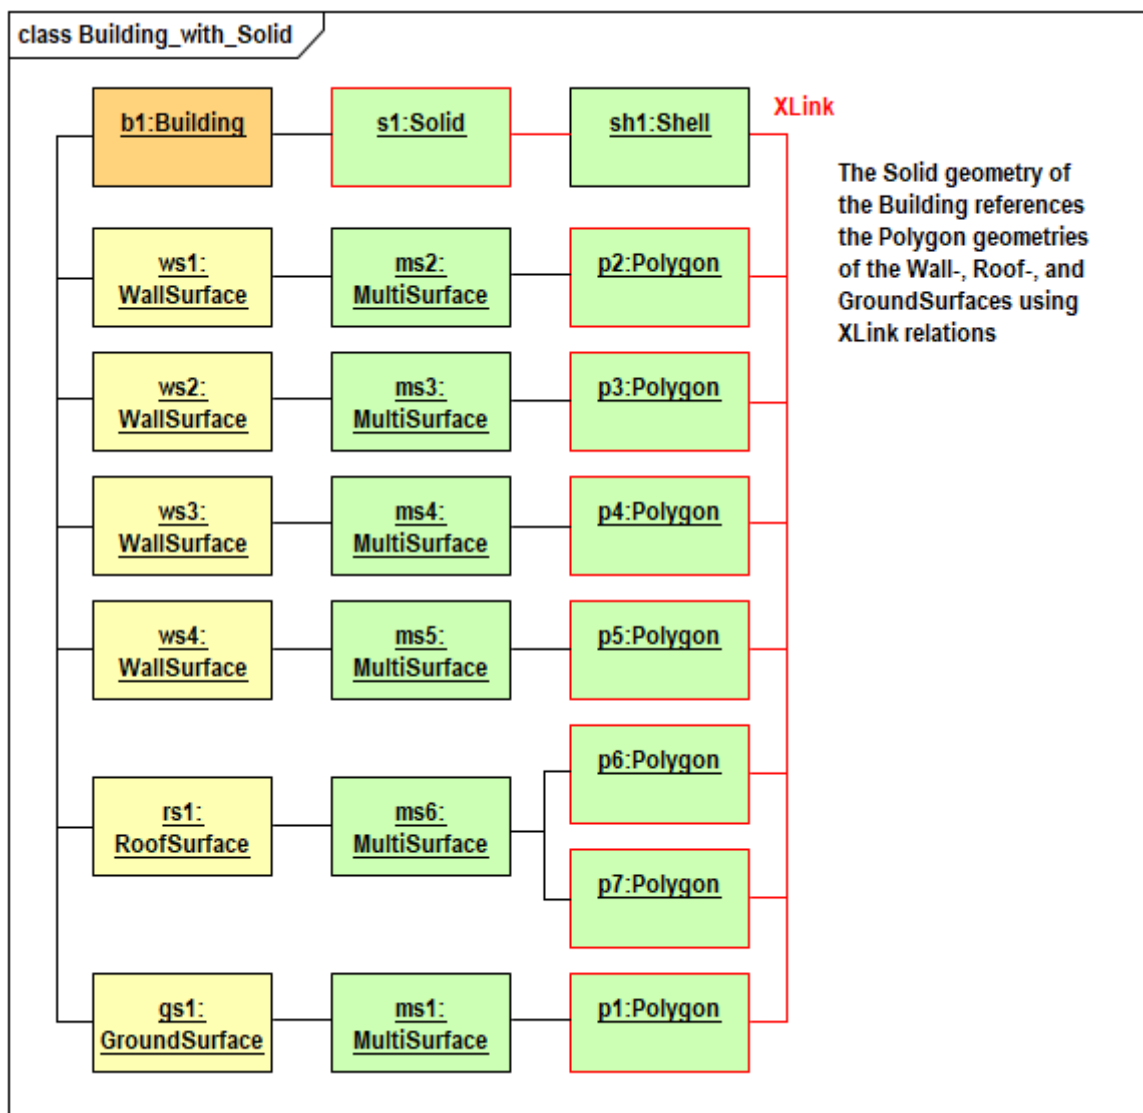 class Building_with_Solid
b1:Building
s1:Solid
sh1:Shell
XLink
The Solid geometry of
the Building references
the Polygon geometries
of the Wall-, Roof-, and
GroundSurfaces using
XLink relations
ws1:
WallSurface
ms2:
MultiSurface
p2:Polygon
ws2:
WallSurface
ms3:
MultiSurface
p3:Polygon
ws3:
WallSurface
ms4:
MultiSurface
p4:Polygon
ws4:
WallSurface
ms5:
MultiSurface
p5:Polygon
rs1:
RoofSurface
ms6:
MultiSurface
p6:Polygon
p7:Polygon
gs1:
GroundSurface
ms1:
MultiSurface
p1:Polygon